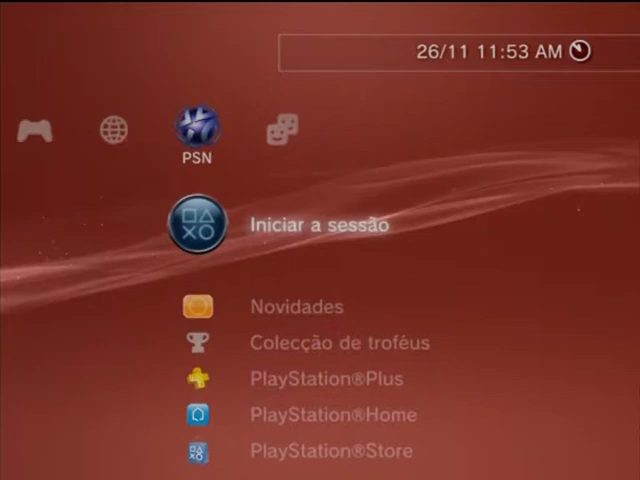 26/11 11:53 AM
PSN
Iniciar a sessão
Novidades
Colecção de troféus
PlayStation®Plus
PlayStation®Home
PlayStation®Store